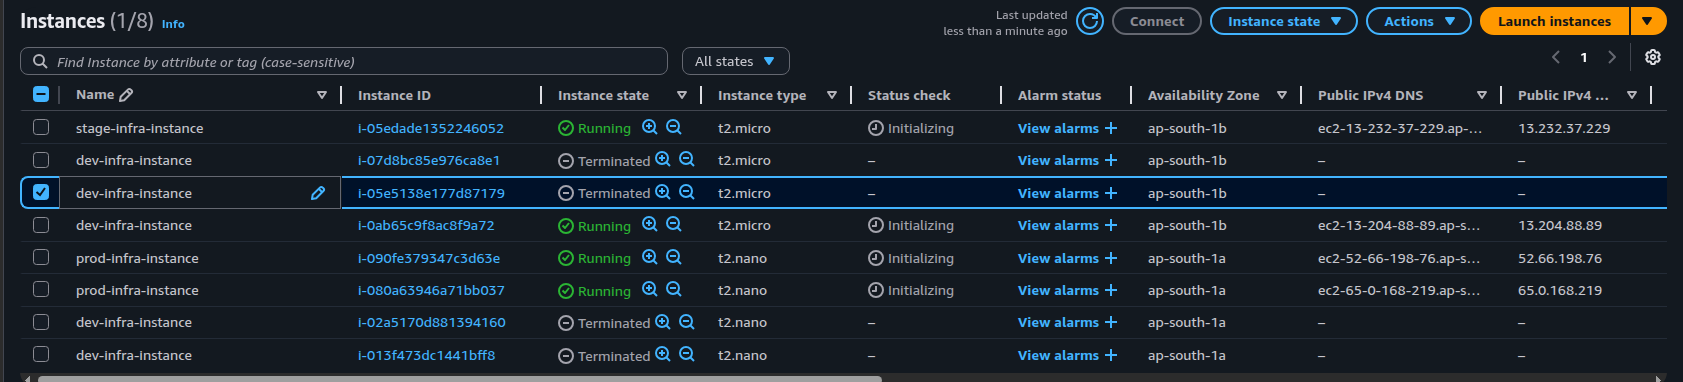 Instances (1/8) Info
Last updated
less than a minute ago
Connect
Instance state
Actions
Launch instances
Find Instance by attribute or tag (case-sensitive)
All states
1
Name Instance ID Instance state Instance type Status check Alarm status Availability Zone Public IPv4 DNS Public IPv4 ...
stage-infra-instance i-05edade1352246052 Running t2.micro Initializing View alarms + ap-south-1b ec2-13-232-37-229.ap-... 13.232.37.229
dev-infra-instance i-07d8bc85e976ca8e1 Terminated t2.micro – View alarms + ap-south-1b – –
dev-infra-instance i-05e5138e177d87179 Terminated t2.micro – View alarms + ap-south-1b – –
dev-infra-instance i-0ab65c9f8ac8f9a72 Running t2.micro Initializing View alarms + ap-south-1b ec2-13-204-88-89.ap-s... 13.204.88.89
prod-infra-instance i-090fe379347c3d63e Running t2.nano Initializing View alarms + ap-south-1a ec2-52-66-198-76.ap-s... 52.66.198.76
prod-infra-instance i-080a63946a71bb037 Running t2.nano Initializing View alarms + ap-south-1a ec2-65-0-168-219.ap-s... 65.0.168.219
dev-infra-instance i-02a5170d881394160 Terminated t2.nano – View alarms + ap-south-1a – –
dev-infra-instance i-013f473dc1441bff8 Terminated t2.nano – View alarms + ap-south-1a – –